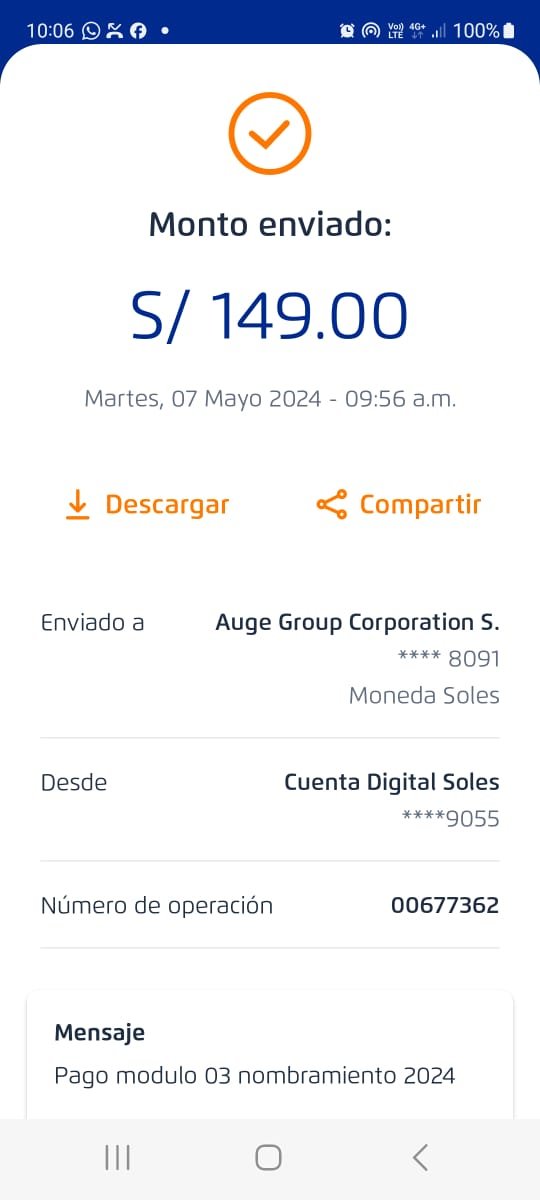 10:06
Vo)) LTE 4G+ 100%
Monto enviado:
S/ 149.00
Martes, 07 Mayo 2024 - 09:56 a.m.
Descargar Compartir
Enviado a Auge Group Corporation S.
**** 8091
Moneda Soles
Desde Cuenta Digital Soles
****9055
Número de operación 00677362
Mensaje
Pago modulo 03 nombramiento 2024